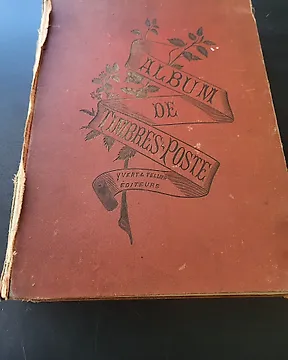 ALBUM
DE
TIMBRES-POSTE
YVERT & TELLIER
ÉDITEURS